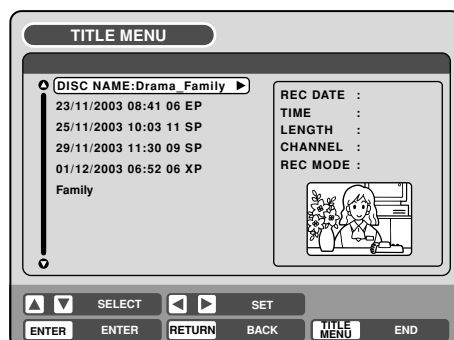 TITLE MENU
DISC NAME:Drama_Family
23/11/2003 08:41 06 EP
25/11/2003 10:03 11 SP
29/11/2003 11:30 09 SP
01/12/2003 06:52 06 XP
Family
REC DATE :
TIME :
LENGTH :
CHANNEL :
REC MODE :
SELECT SET
ENTER ENTER RETURN BACK TITLE MENU END